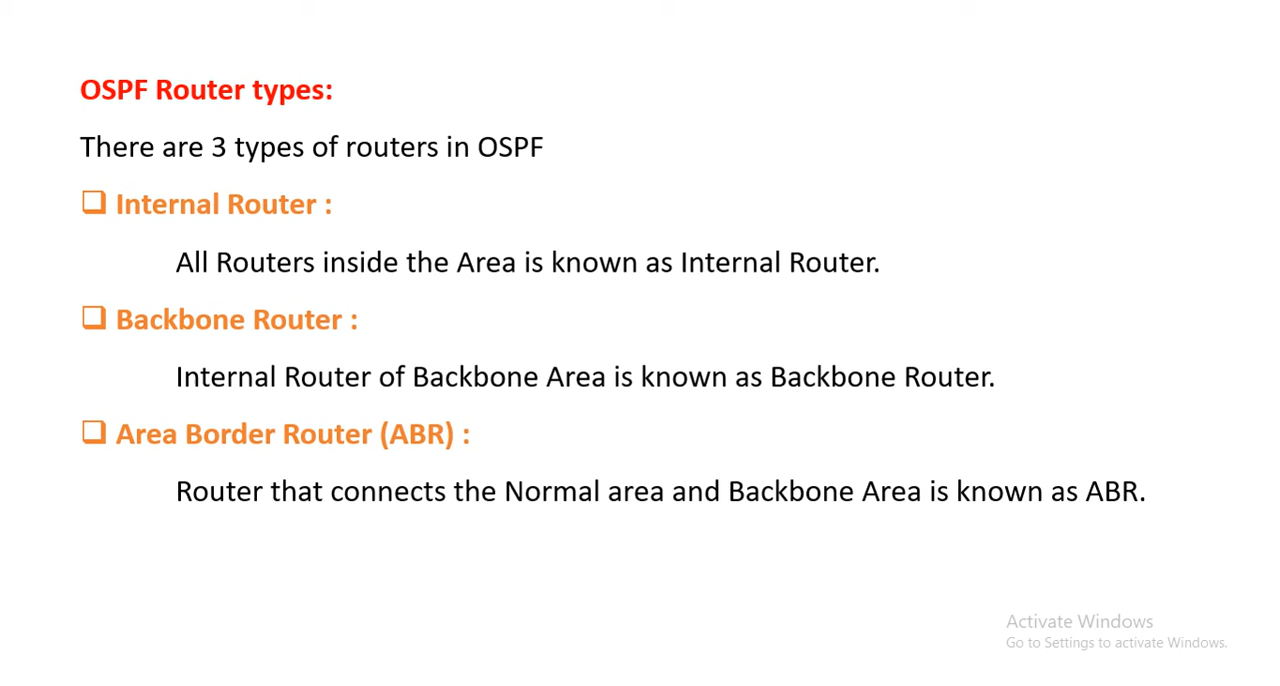 OSPF Router types:
There are 3 types of routers in OSPF
❑ Internal Router :
All Routers inside the Area is known as Internal Router.
❑ Backbone Router :
Internal Router of Backbone Area is known as Backbone Router.
❑ Area Border Router (ABR) :
Router that connects the Normal area and Backbone Area is known as ABR.
Activate Windows
Go to Settings to activate Windows.